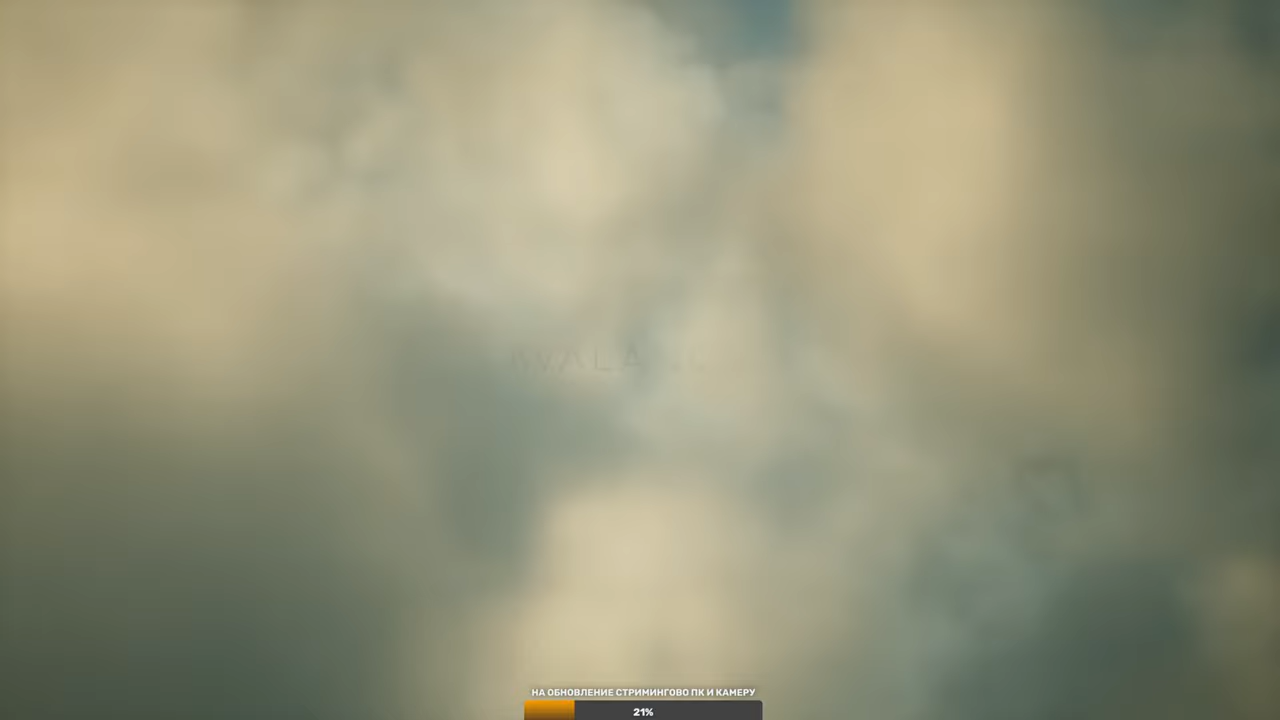 НА ОБНОВЛЕНИЕ СТРИМИНГОВО ПК И КАМЕРУ
21%